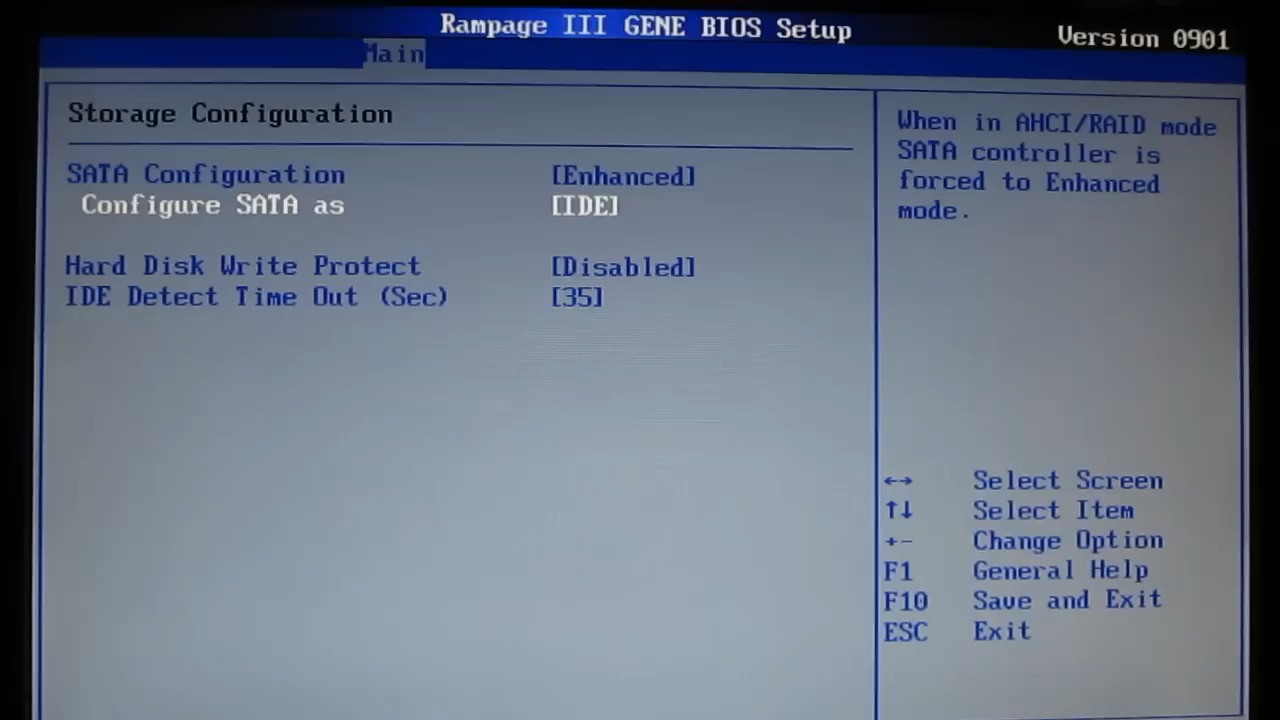 Rampage III GENE BIOS Setup
Version 0901
Main
Storage Configuration
SATA Configuration [Enhanced]
Configure SATA as [IDE]
Hard Disk Write Protect [Disabled]
IDE Detect Time Out (Sec) [35]
When in AHCI/RAID mode
SATA controller is
forced to Enhanced
mode.
←→ Select Screen
↑↓ Select Item
+- Change Option
F1 General Help
F10 Save and Exit
ESC Exit